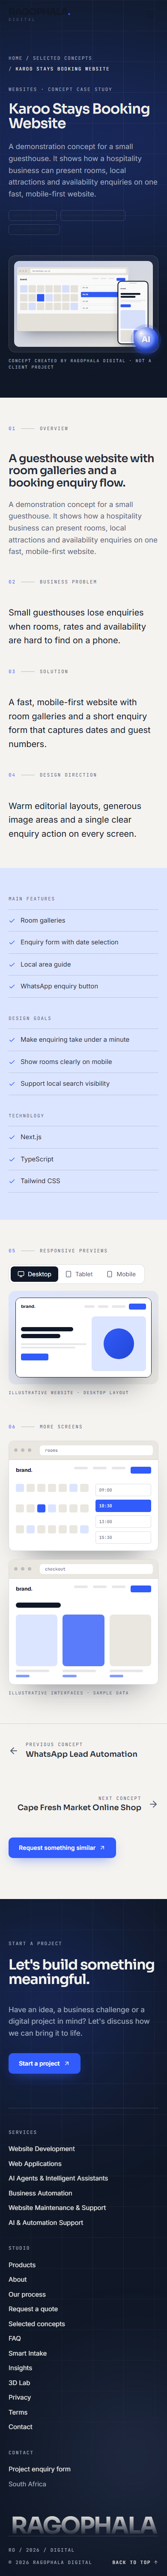 RAGOPHALA.
DIGITAL
HOME / SELECTED CONCEPTS
/ KAROO STAYS BOOKING WEBSITE
WEBSITES · CONCEPT CASE STUDY
Karoo Stays Booking
Website
A demonstration concept for a small
guesthouse. It shows how a hospitality
business can present rooms, local
attractions and availability enquiries on one
fast, mobile-first website.
AI
CONCEPT CREATED BY RAGOPHALA DIGITAL · NOT A
CLIENT PROJECT
01 OVERVIEW
A guesthouse website with
room galleries and a
booking enquiry flow.
A demonstration concept for a small
guesthouse. It shows how a hospitality
business can present rooms, local
attractions and availability enquiries on one
fast, mobile-first website.
02 BUSINESS PROBLEM
Small guesthouses lose enquiries
when rooms, rates and availability
are hard to find on a phone.
03 SOLUTION
A fast, mobile-first website with
room galleries and a short enquiry
form that captures dates and guest
numbers.
04 DESIGN DIRECTION
Warm editorial layouts, generous
image areas and a single clear
enquiry action on every screen.
MAIN FEATURES
Room galleries
Enquiry form with date selection
Local area guide
WhatsApp enquiry button
DESIGN GOALS
Make enquiring take under a minute
Show rooms clearly on mobile
Support local search visibility
TECHNOLOGY
Next.js
TypeScript
Tailwind CSS
05 RESPONSIVE PREVIEWS
Desktop Tablet Mobile
brand.
ILLUSTRATIVE WEBSITE · DESKTOP LAYOUT
06 MORE SCREENS
rooms
brand.
09:00
10:30
12:00
15:30
checkout
brand.
ILLUSTRATIVE INTERFACES · SAMPLE DATA
PREVIOUS CONCEPT
WhatsApp Lead Automation
NEXT CONCEPT
Cape Fresh Market Online Shop
Request something similar
START A PROJECT
Let's build something
meaningful.
Have an idea, a business challenge or a
digital project in mind? Let's discuss how
we can bring it to life.
Start a project
SERVICES
Website Development
Web Applications
AI Agents & Intelligent Assistants
Business Automation
Website Maintenance & Support
AI & Automation Support
STUDIO
Products
About
Our process
Request a quote
Selected concepts
FAQ
Smart Intake
Insights
3D Lab
Privacy
Terms
Contact
CONTACT
Project enquiry form
South Africa
RAGOPHALA
RD / 2026 / DIGITAL
© 2026 RAGOPHALA DIGITAL BACK TO TOP ↑